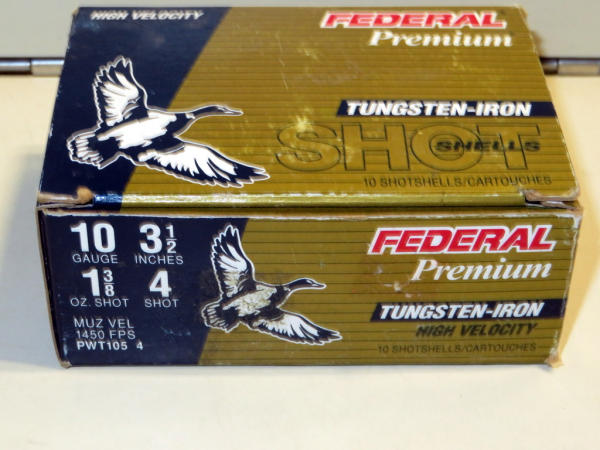 HIGH VELOCITY
FEDERAL
Premium
TUNGSTEN-IRON
SHOT
SHELLS
10 SHOTSHELLS/CARTOUCHES
10
GAUGE
3 1/2
INCHES
1 3/8
OZ. SHOT
4
SHOT
MUZ VEL
1450 FPS
PWT105 4
FEDERAL
Premium
TUNGSTEN-IRON
HIGH VELOCITY
10 SHOTSHELLS/CARTOUCHES